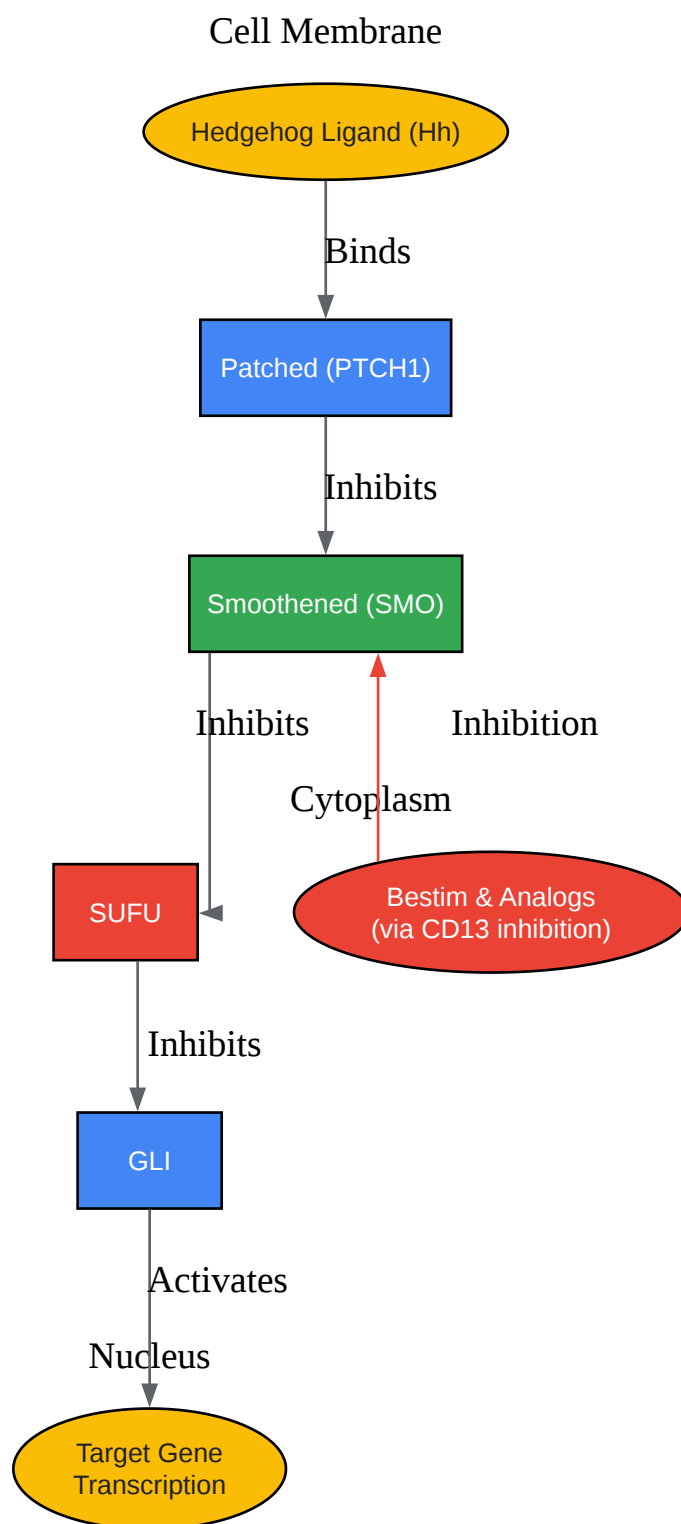 Cell Membrane
Hedgehog Ligand (Hh)
Binds
Patched (PTCH1)
Inhibits
Smoothened (SMO)
Inhibits
Inhibition
Cytoplasm
SUFU
Bestim & Analogs
(via CD13 inhibition)
Inhibits
GLI
Activates
Nucleus
Target Gene
Transcription